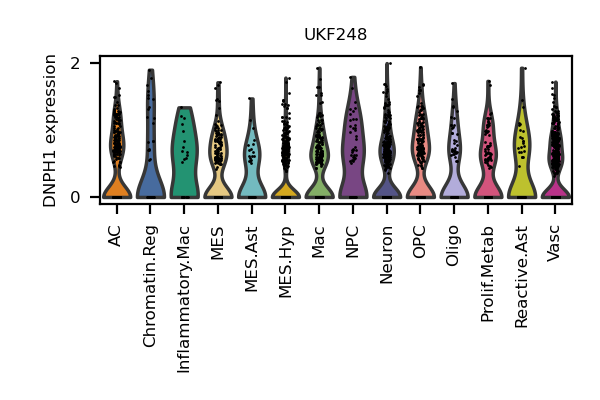 UKF248
DNPH1 expression
2
0
AC
Chromatin.Reg
Inflammatory.Mac
MES
MES.Ast
MES.Hyp
Mac
NPC
Neuron
OPC
Oligo
Prolif.Metab
Reactive.Ast
Vasc